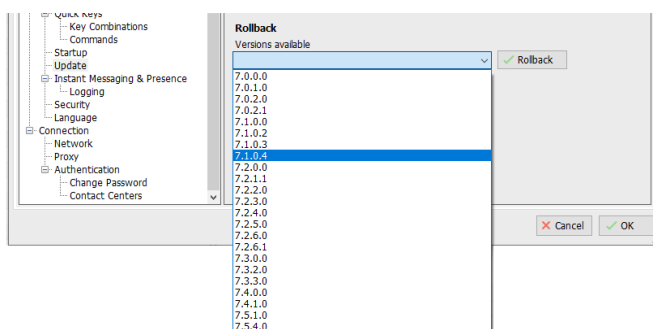 Quick Keys
Key Combinations
Commands
Startup
Update
Instant Messaging & Presence
Logging
Security
Language
Connection
Network
Proxy
Authentication
Change Password
Contact Centers
Rollback
Versions available
Rollback
7.0.0.0
7.0.1.0
7.0.2.0
7.0.2.1
7.1.0.0
7.1.0.2
7.1.0.3
7.1.0.4
7.2.0.0
7.2.1.1
7.2.2.0
7.2.3.0
7.2.4.0
7.2.5.0
7.2.6.0
7.2.6.1
7.3.0.0
7.3.2.0
7.3.3.0
7.4.0.0
7.4.1.0
7.5.1.0
7.5.4.0
Cancel
OK